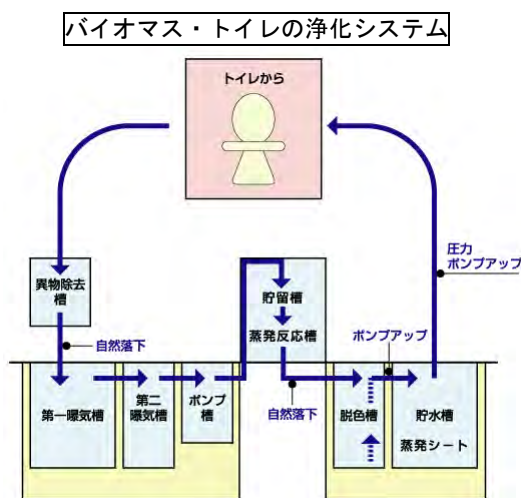 バイオマス・トイレの浄化システム
トイレから
圧力
ポンプアップ
異物除去
槽
貯留槽
蒸発反応槽
自然落下
ポンプアップ
第一曝気槽
第二
曝気槽
ポンプ
槽
自然落下
脱色槽
貯水槽
蒸発シート